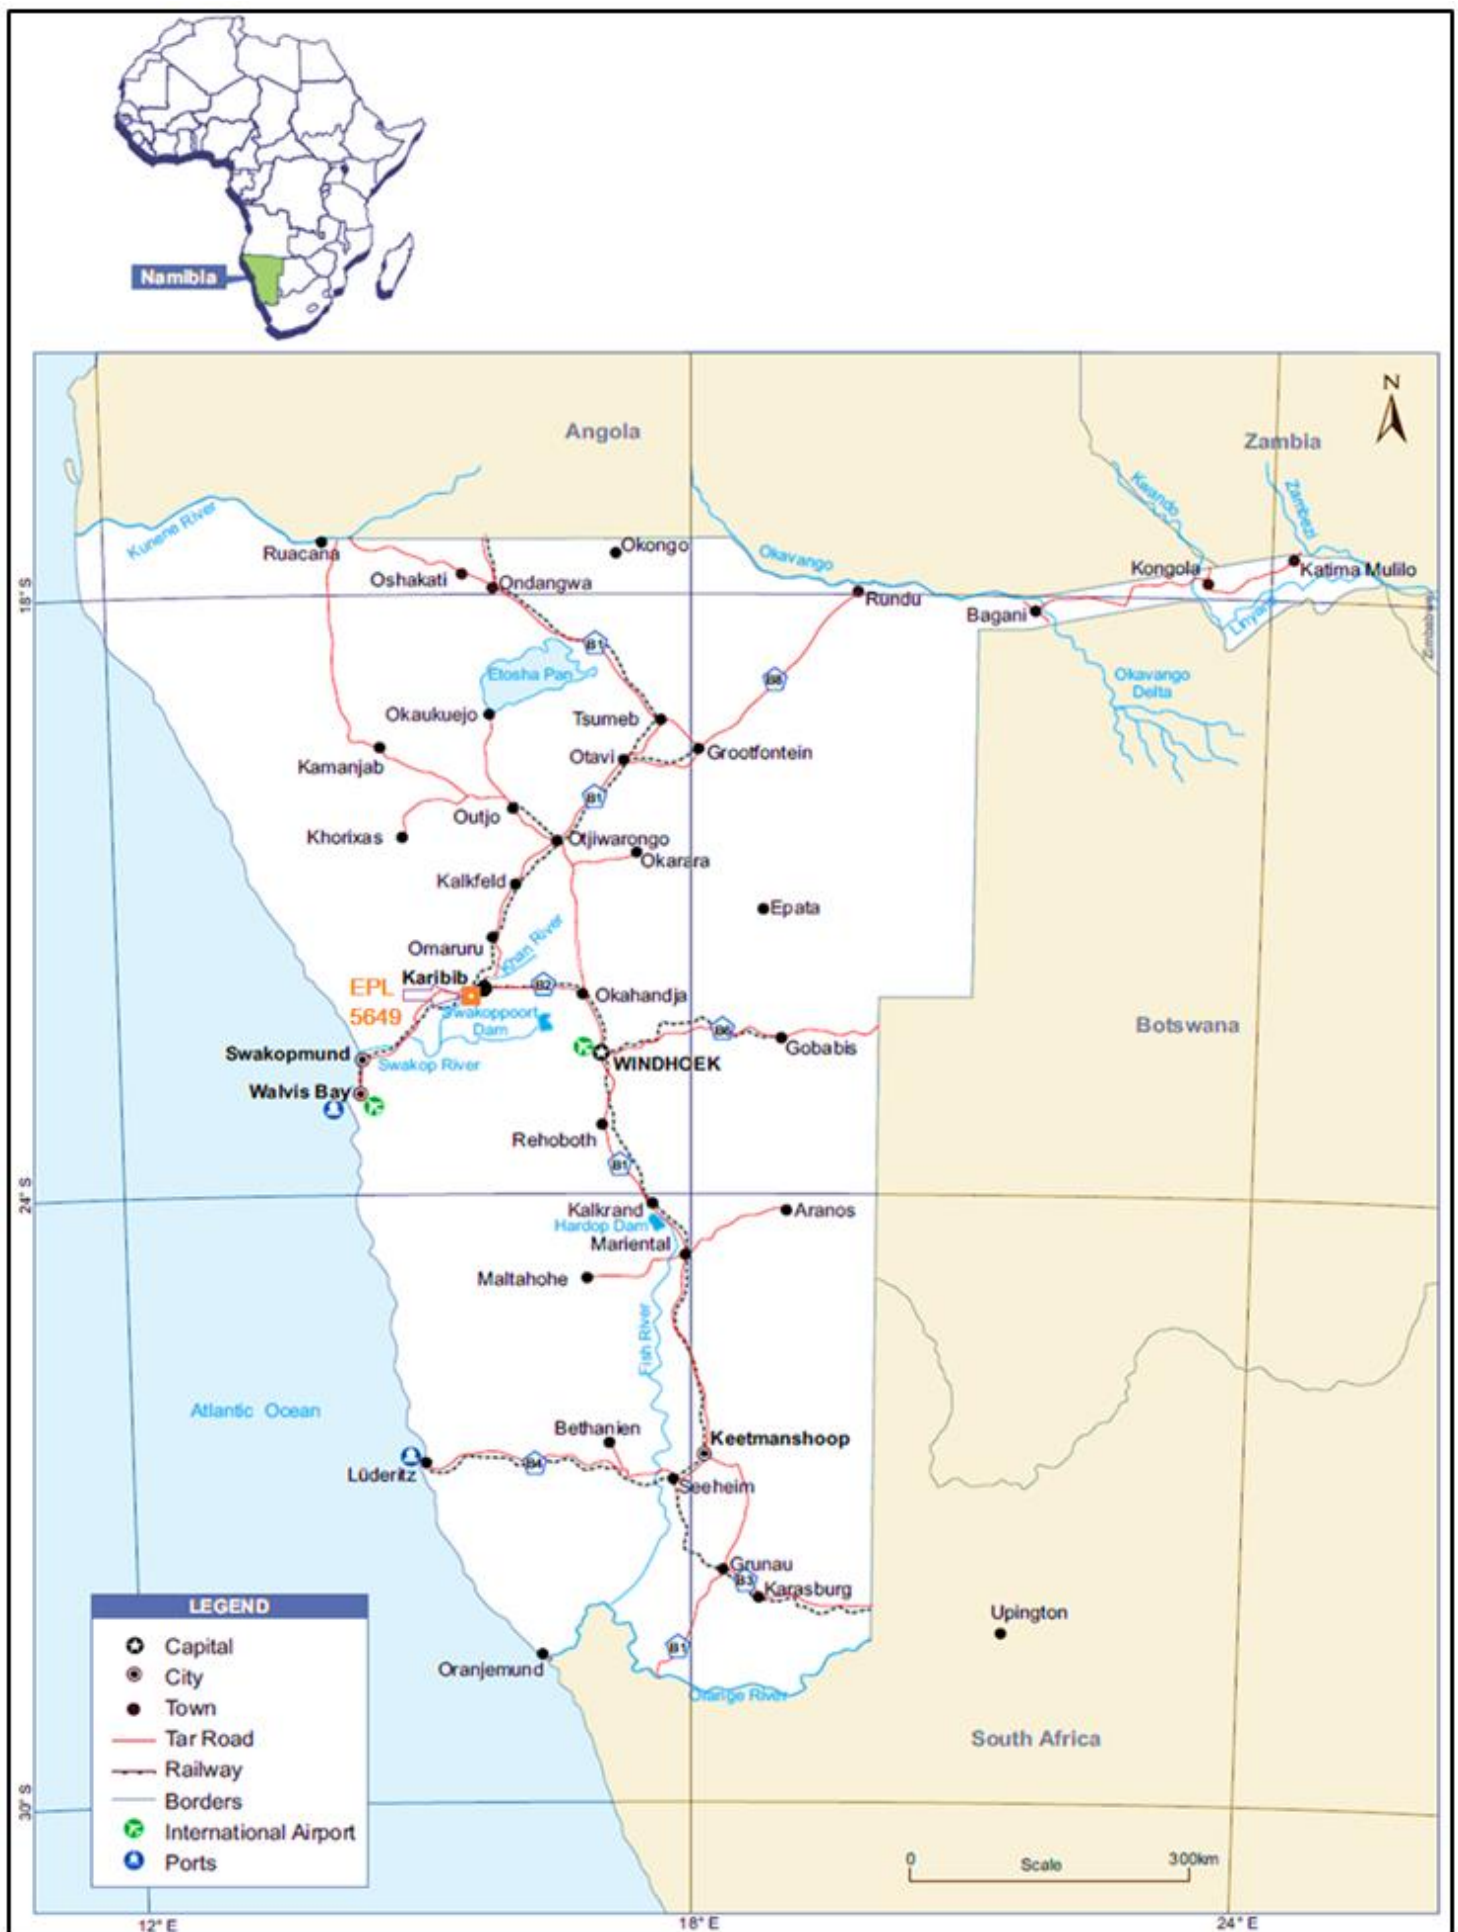 Namibia
Angola
Zambia
N
Kwando
Zambezi
Kunene River
Ruacana
Okongo
Okavango
Oshakati
Ondangwa
Kongola
Katima Mulilo
18° S
Rundu
Bagani
Linyanti
Zimbabwe
B1
Etosha Pan
B8
Okavango
Delta
Okaukuejo
Tsumeb
Otavi
Grootfontein
Kamanjab
B1
Outjo
Khorixas
Otjiwarongo
Okarara
Kalkfeld
Epata
Omaruru
Khan River
Karibib
EPL
5649
B2
Okahandja
Swakoppoort
Dam
B6
Gobabis
Botswana
Swakopmund
Swakop River
WINDHOEK
Walvis Bay
Rehoboth
B1
24° S
Kalkrand
Aranos
Hardop Dam
Mariental
Maltahohe
Fish River
Atlantic Ocean
Bethanien
Keetmanshoop
Lüderitz
B4
Seeheim
Grunau
B3
Karasburg
Upington
B1
Oranjemund
Orange River
South Africa
LEGEND
Capital
City
Town
Tar Road
Railway
Borders
International Airport
Ports
30° S
0
Scale
300km
12° E
18° E
24° E